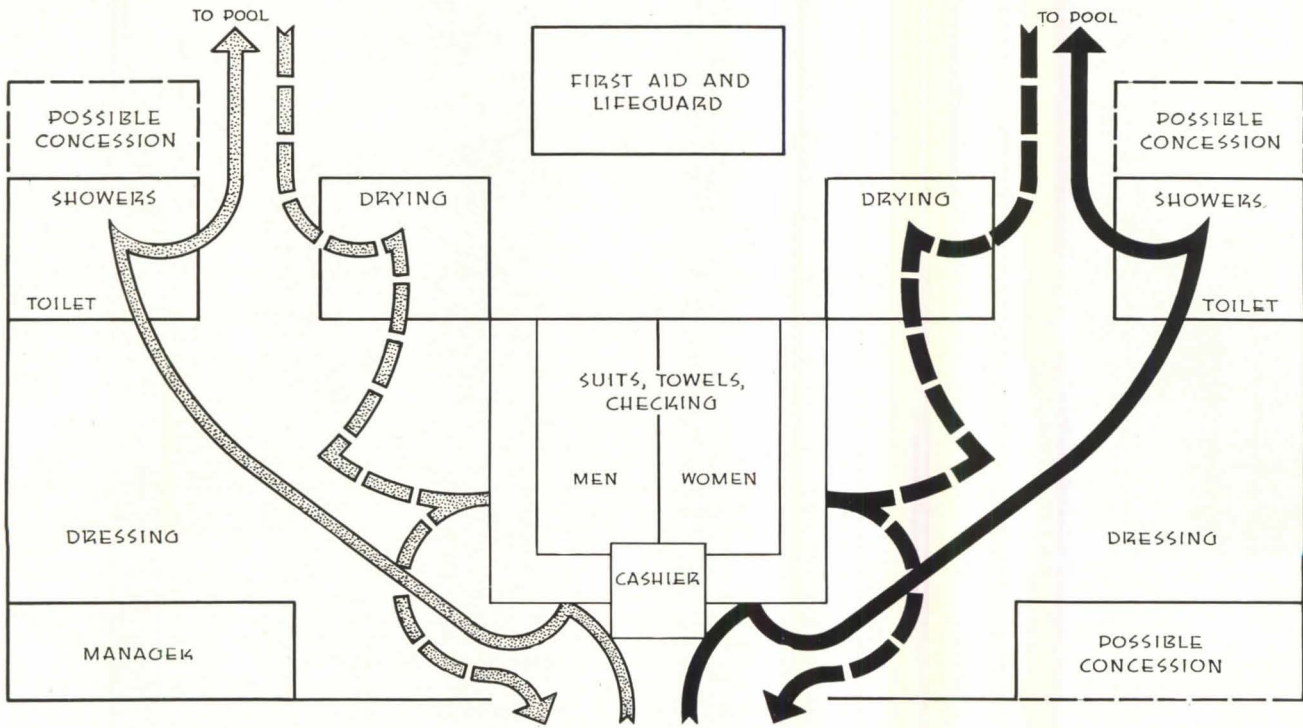 TO POOL
TO POOL
FIRST AID AND
LIFEGUARD
POSSIBLE
CONCESSION
POSSIBLE
CONCESSION
SHOWERS
DRYING
DRYING
SHOWERS
TOILET
TOILET
SUITS, TOWELS,
CHECKING
MEN
WOMEN
DRESSING
DRESSING
CASHIER
MANAGER
POSSIBLE
CONCESSION